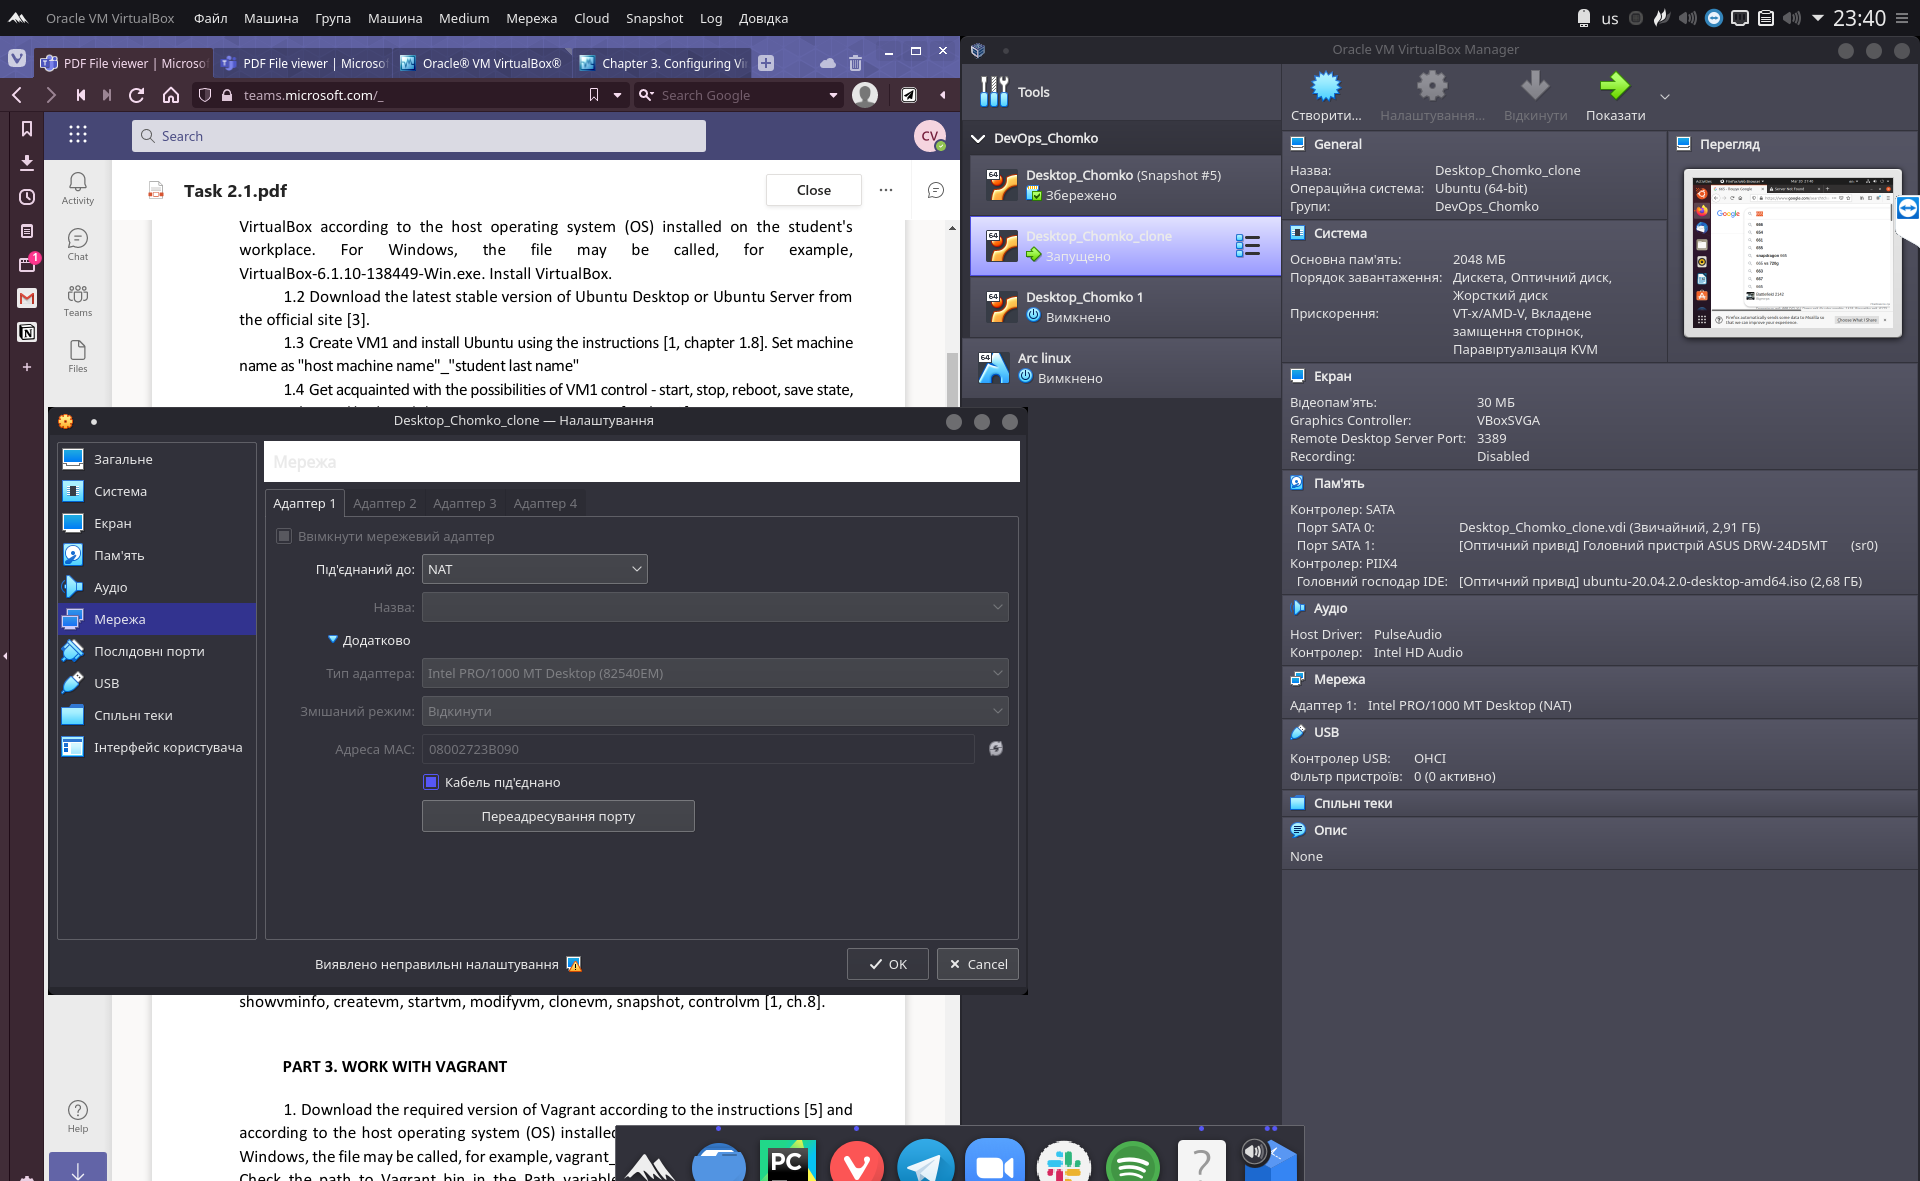 Oracle VM VirtualBox Файл Машина Група Машина Medium Мережа Cloud Snapshot Log Довідка
us 23:40
PDF File viewer | Microsof
PDF File viewer | Microsof
Oracle® VM VirtualBox®
Chapter 3. Configuring Vi
teams.microsoft.com/_
Search Google
Search
CV
Activity
Chat
Teams
Files
Help
1
Task 2.1.pdf
Close
VirtualBox according to the host operating system (OS) installed on the student's
workplace. For Windows, the file may be called, for example,
VirtualBox-6.1.10-138449-Win.exe. Install VirtualBox.
1.2 Download the latest stable version of Ubuntu Desktop or Ubuntu Server from
the official site [3].
1.3 Create VM1 and install Ubuntu using the instructions [1, chapter 1.8]. Set machine
name as "host machine name"_"student last name"
1.4 Get acquainted with the possibilities of VM1 control - start, stop, reboot, save state,
Desktop_Chomko_clone — Налаштування
Загальне
Система
Екран
Пам'ять
Аудіо
Мережа
Послідовні порти
USB
Спільні теки
Інтерфейс користувача
Мережа
Адаптер 1 Адаптер 2 Адаптер 3 Адаптер 4
Ввімкнути мережевий адаптер
Під'єднаний до: NAT
Назва:
Додатково
Тип адаптера: Intel PRO/1000 MT Desktop (82540EM)
Змішаний режим: Відкинути
Адреса MAC: 08002723B090
Кабель під'єднано
Переадресування порту
Виявлено неправильні налаштування
OK
Cancel
showvminfo, createvm, startvm, modifyvm, clonevm, snapshot, controlvm [1, ch.8].
PART 3. WORK WITH VAGRANT
1. Download the required version of Vagrant according to the instructions [5] and
according to the host operating system (OS) installed
Windows, the file may be called, for example, vagrant_
Check the path to Vagrant bin in the Path variable
Oracle VM VirtualBox Manager
Tools
DevOps_Chomko
64
Desktop_Chomko (Snapshot #5)
Збережено
64
Desktop_Chomko_clone
Запущено
64
Desktop_Chomko 1
Вимкнено
64
Arc linux
Вимкнено
Створити... Налаштування... Відкинути Показати
General
Назва: Desktop_Chomko_clone
Операційна система: Ubuntu (64-bit)
Групи: DevOps_Chomko
Перегляд
Google
Система
Основна пам'ять: 2048 МБ
Порядок завантаження: Дискета, Оптичний диск,
Жорсткий диск
Прискорення: VT-x/AMD-V, Вкладене
заміщення сторінок,
Паравіртуалізація KVM
Екран
Відеопам'ять: 30 МБ
Graphics Controller: VBoxSVGA
Remote Desktop Server Port: 3389
Recording: Disabled
Пам'ять
Контролер: SATA
Порт SATA 0: Desktop_Chomko_clone.vdi (Звичайний, 2,91 ГБ)
Порт SATA 1: [Оптичний привід] Головний пристрій ASUS DRW-24D5MT (sr0)
Контролер: PIIX4
Головний господар IDE: [Оптичний привід] ubuntu-20.04.2.0-desktop-amd64.iso (2,68 ГБ)
Аудіо
Host Driver: PulseAudio
Контролер: Intel HD Audio
Мережа
Адаптер 1: Intel PRO/1000 MT Desktop (NAT)
USB
Контролер USB: OHCI
Фільтр пристроїв: 0 (0 активно)
Спільні теки
Опис
None
PC
?